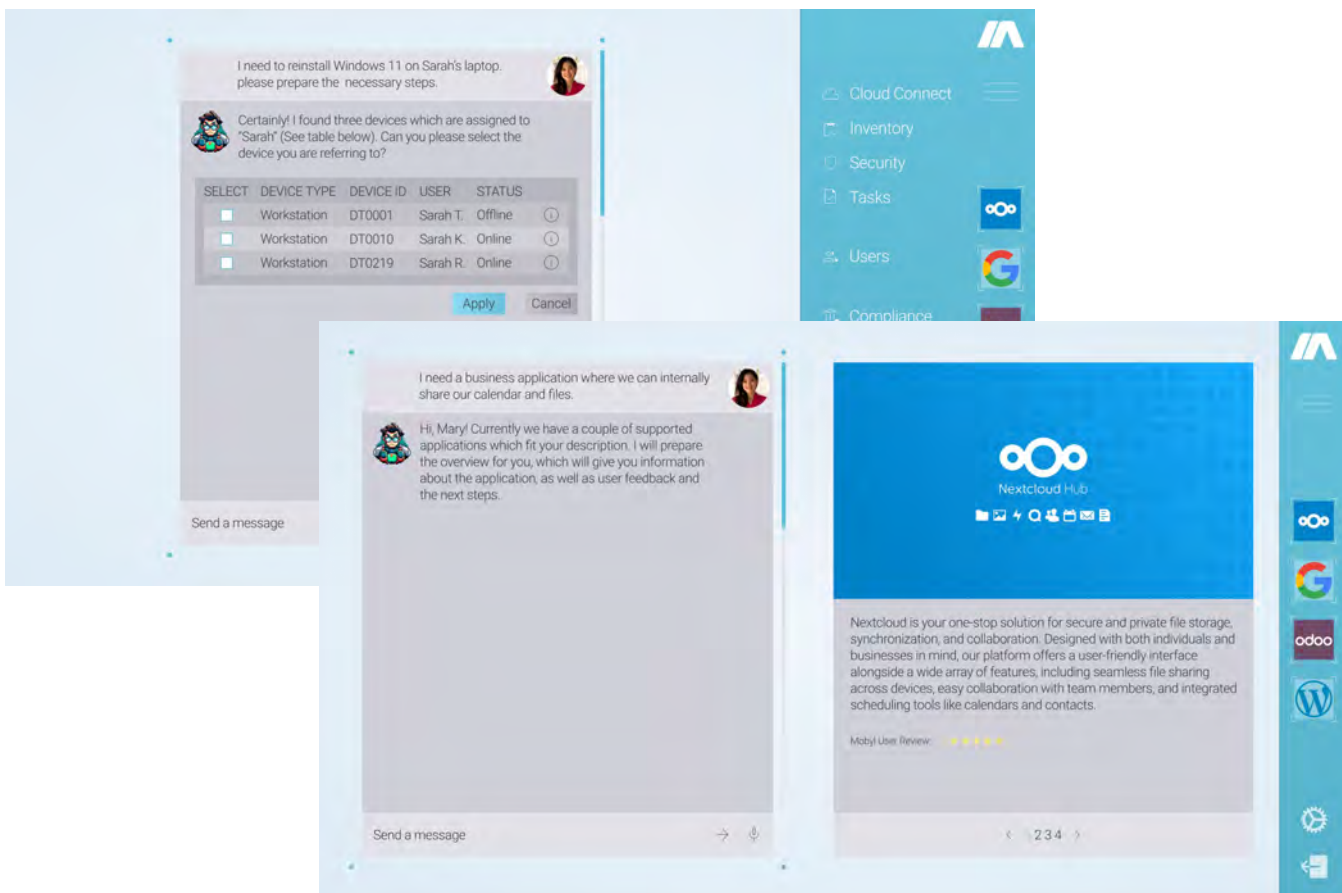 I need to reinstall Windows 11 on Sarah's laptop.
please prepare the necessary steps.
Certainly! I found three devices which are assigned to
"Sarah" (See table below). Can you please select the
device you are referring to?
SELECT DEVICE TYPE DEVICE ID USER STATUS
Workstation DT0001 Sarah T. Offline
Workstation DT0010 Sarah K. Online
Workstation DT0219 Sarah R. Online
Apply Cancel
Send a message
Cloud Connect
Inventory
Security
Tasks
Users
Compliance
I need a business application where we can internally
share our calendar and files.
Hi, Mary! Currently we have a couple of supported
applications which fit your description. I will prepare
the overview for you, which will give you information
about the application, as well as user feedback and
the next steps.
Send a message
Nextcloud Hub
Nextcloud is your one-stop solution for secure and private file storage,
synchronization, and collaboration. Designed with both individuals and
businesses in mind, our platform offers a user-friendly interface
alongside a wide array of features, including seamless file sharing
across devices, easy collaboration with team members, and integrated
scheduling tools like calendars and contacts.
Moby! User Review:
< 2 3 4 >
odoo